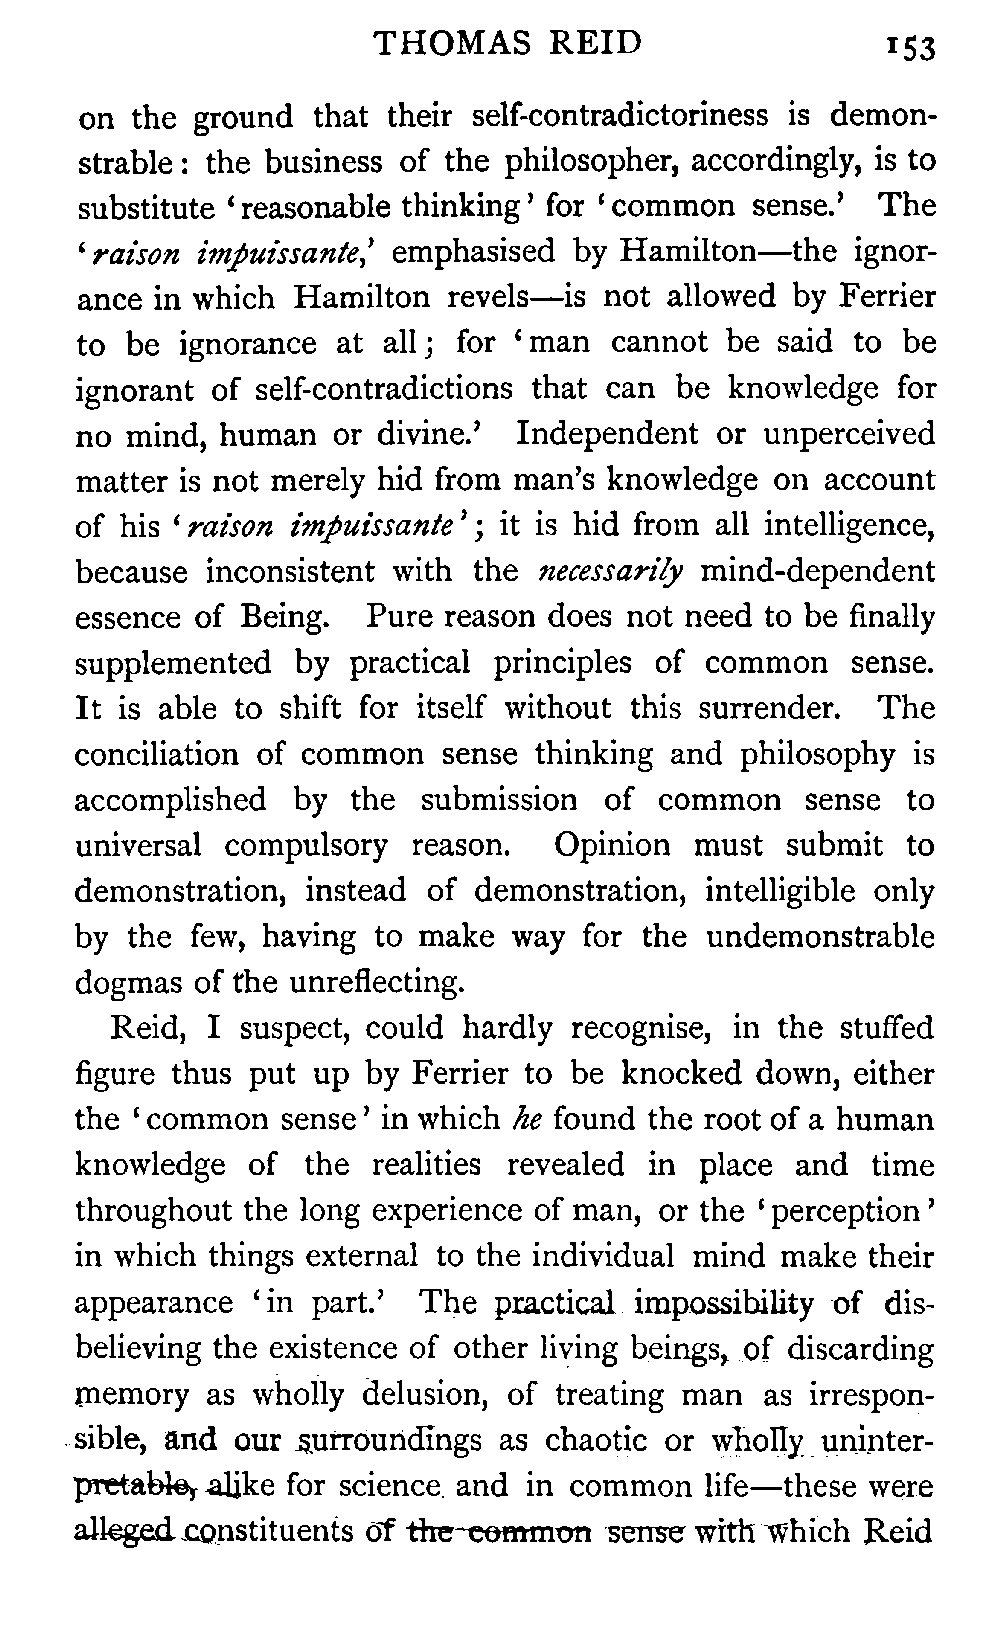 THOMAS REID 153
on the ground that their self-contradictoriness is demon-
strable : the business of the philosopher, accordingly, is to
substitute ‘reasonable thinking’ for ‘common sense.’ The
‘raison impuissante,’ emphasised by Hamilton—the ignor-
ance in which Hamilton revels—is not allowed by Ferrier
to be ignorance at all; for ‘man cannot be said to be
ignorant of self-contradictions that can be knowledge for
no mind, human or divine.’ Independent or unperceived
matter is not merely hid from man's knowledge on account
of his ‘raison impuissante’; it is hid from all intelligence,
because inconsistent with the necessarily mind-dependent
essence of Being. Pure reason does not need to be finally
supplemented by practical principles of common sense.
It is able to shift for itself without this surrender. The
conciliation of common sense thinking and philosophy is
accomplished by the submission of common sense to
universal compulsory reason. Opinion must submit to
demonstration, instead of demonstration, intelligible only
by the few, having to make way for the undemonstrable
dogmas of the unreflecting.
Reid, I suspect, could hardly recognise, in the stuffed
figure thus put up by Ferrier to be knocked down, either
the ‘common sense’ in which he found the root of a human
knowledge of the realities revealed in place and time
throughout the long experience of man, or the ‘perception’
in which things external to the individual mind make their
appearance ‘in part.’ The practical impossibility of dis-
believing the existence of other living beings, of discarding
memory as wholly delusion, of treating man as irrespon-
sible, and our surroundings as chaotic or wholly uninter-
pretable, alike for science and in common life—these were
alleged constituents of the common sense with which Reid